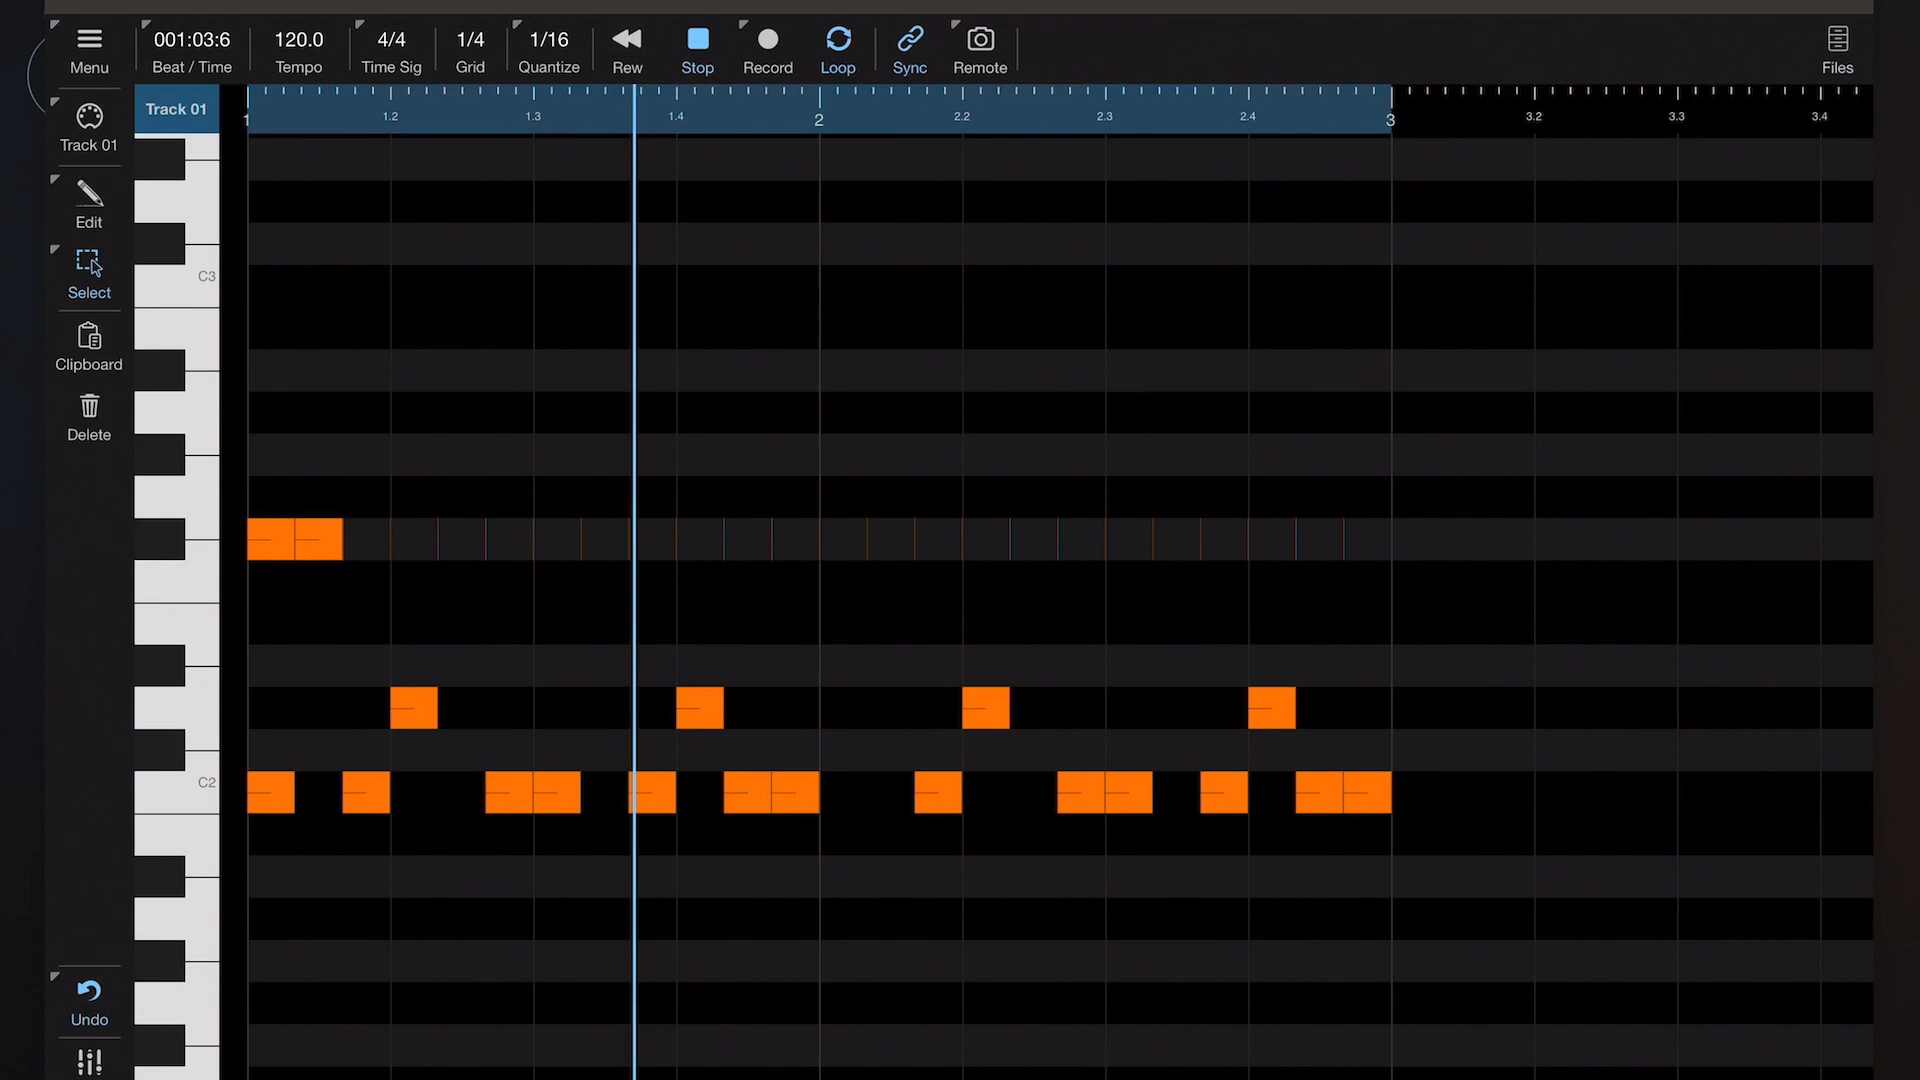 001:03:6 120.0 4/4 1/4 1/16
Menu Beat / Time Tempo Time Sig Grid Quantize Rew Stop Record Loop Sync Remote Files
Track 01
1 1.2 1.3 1.4 2 2.2 2.3 2.4 3 3.2 3.3 3.4
Track 01
Edit
C3
Select
Clipboard
Delete
C2
Undo